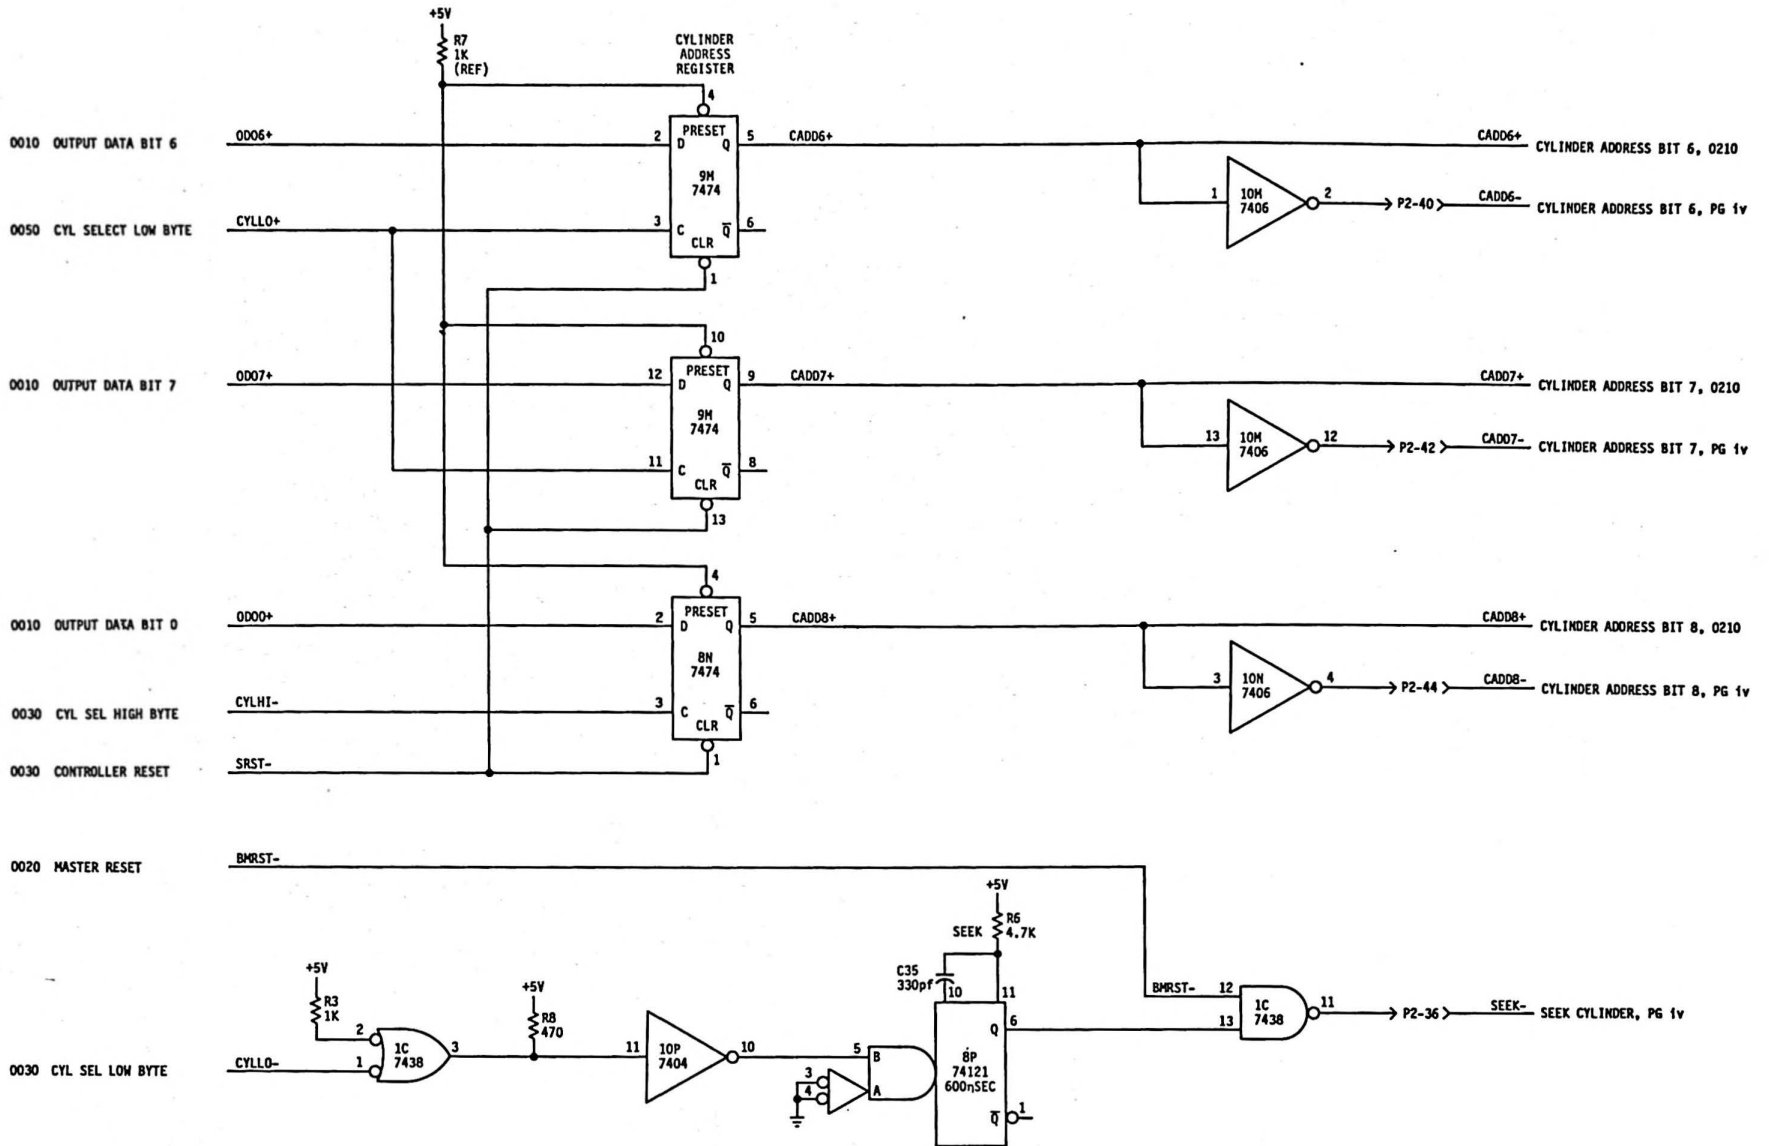 +5V
R7
1K
(REF)
CYLINDER
ADDRESS
REGISTER
4
0010 OUTPUT DATA BIT 6 OD06+ 2 PRESET D Q 5 CADD6+ CADD6+ CYLINDER ADDRESS BIT 6, 0210
9M
7474
1 10M 7406 2 P2-40 CADD6- CYLINDER ADDRESS BIT 6, PG iv
0050 CYL SELECT LOW BYTE CYLLO+ 3 C Q 6
CLR
1
10
0010 OUTPUT DATA BIT 7 OD07+ 12 PRESET D Q 9 CADD7+ CADD7+ CYLINDER ADDRESS BIT 7, 0210
9M
7474
13 10M 7406 12 P2-42 CADD7- CYLINDER ADDRESS BIT 7, PG iv
11 C Q 8
CLR
13
4
0010 OUTPUT DATA BIT 0 OD00+ 2 PRESET D Q 5 CADD8+ CADD8+ CYLINDER ADDRESS BIT 8, 0210
8N
7474
3 10N 7406 4 P2-44 CADD8- CYLINDER ADDRESS BIT 8, PG iv
0030 CYL SEL HIGH BYTE CYLHI- 3 C Q 6
CLR
1
0030 CONTROLLER RESET SRST-
0020 MASTER RESET BMRST-
+5V
SEEK R6
4.7K
C35
330pf
10 11
BMRST- 12
1C
7438
11 P2-36 SEEK- SEEK CYLINDER, PG iv
13
+5V
R3
1K
+5V
R8
470
2
1C
7438
3
11 10P 7404 10
5 B
3
4
A
Q 6
8P
74121
600ηSEC
Q 1
0030 CYL SEL LOW BYTE CYLLO- 1